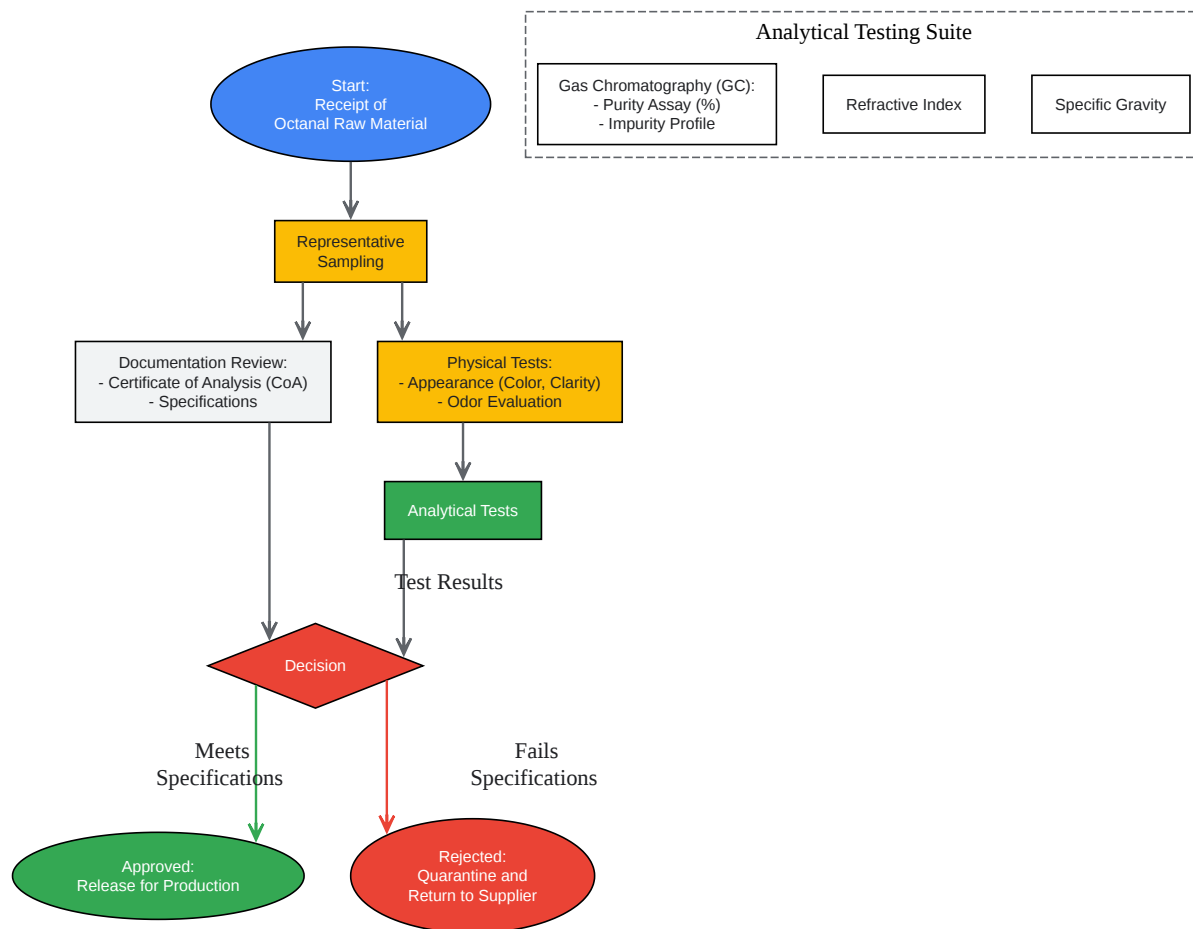 Analytical Testing Suite
Start:
Receipt of
Octanal Raw Material
Gas Chromatography (GC):
- Purity Assay (%)
- Impurity Profile
Refractive Index
Specific Gravity
Representative
Sampling
Documentation Review:
- Certificate of Analysis (CoA)
- Specifications
Physical Tests:
- Appearance (Color, Clarity)
- Odor Evaluation
Analytical Tests
Test Results
Decision
Meets
Specifications
Fails
Specifications
Approved:
Release for Production
Rejected:
Quarantine and
Return to Supplier